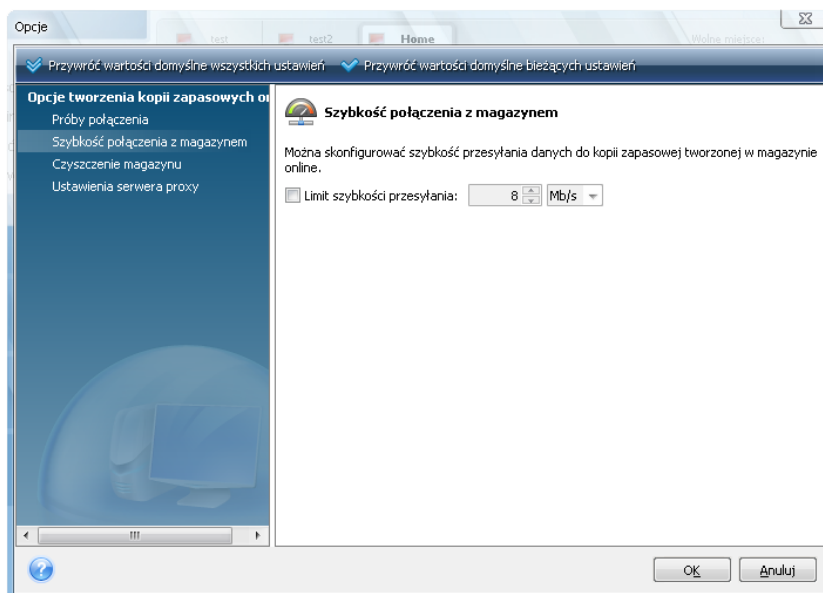 Opcje
test
test2
Home
Wolne miejsce:
Przywróć wartości domyślne wszystkich ustawień
Przywróć wartości domyślne bieżących ustawień
Opcje tworzenia kopii zapasowych
Próby połączenia
Szybkość połączenia z magazynem
Czyszczenie magazynu
Ustawienia serwera proxy
Szybkość połączenia z magazynem
Można skonfigurować szybkość przesyłania danych do kopii zapasowej tworzonej w magazynie
online.
Limit szybkości przesyłania:
8
Mb/s
OK
Anuluj